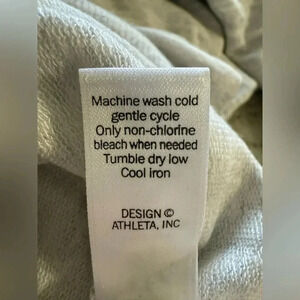 Machine wash cold
gentle cycle
Only non-chlorine
bleach when needed
Tumble dry low
Cool iron
DESIGN ©
ATHLETA, INC